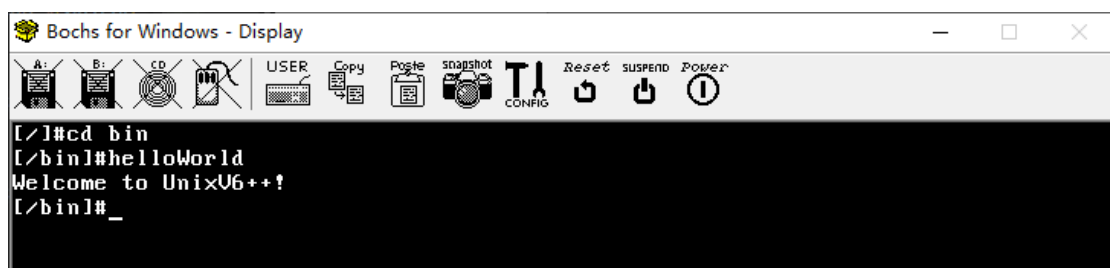 Bochs for Windows - Display
A: B: CD USER Copy Paste snapshot CONFIG Reset SUSPEND Power
[/]#cd bin
[/bin]#helloWorld
Welcome to UnixV6++!
[/bin]#_